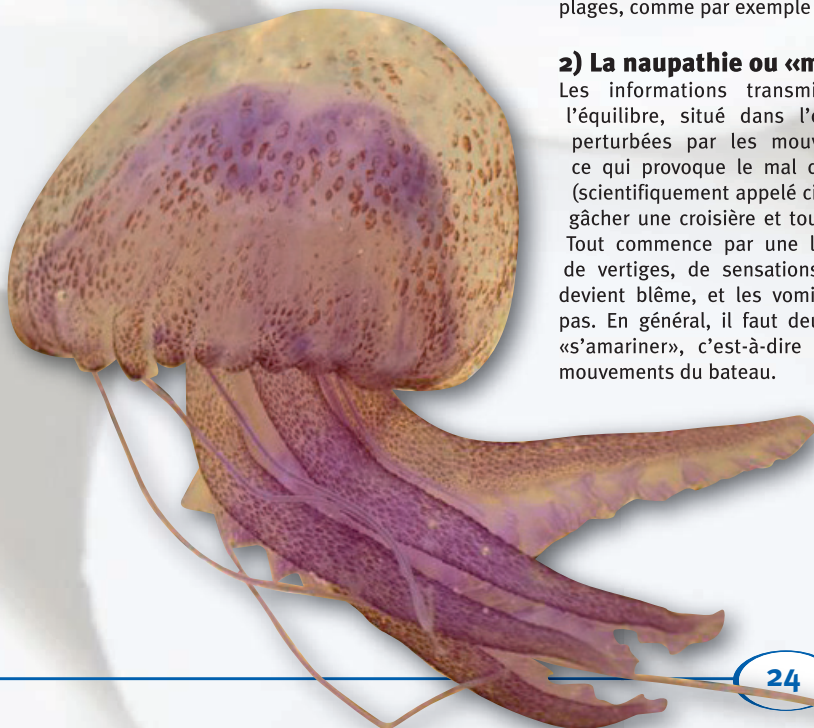 plages, comme par exemple
2) La naupathie ou «m
Les informations transmi
l'équilibre, situé dans l'o
perturbées par les mouv
ce qui provoque le mal d
(scientifiquement appelé ci
gâcher une croisière et tou
Tout commence par une l
de vertiges, de sensations
devient blême, et les vomi
pas. En général, il faut deu
«s'amariner», c'est-à-dire
mouvements du bateau.
24